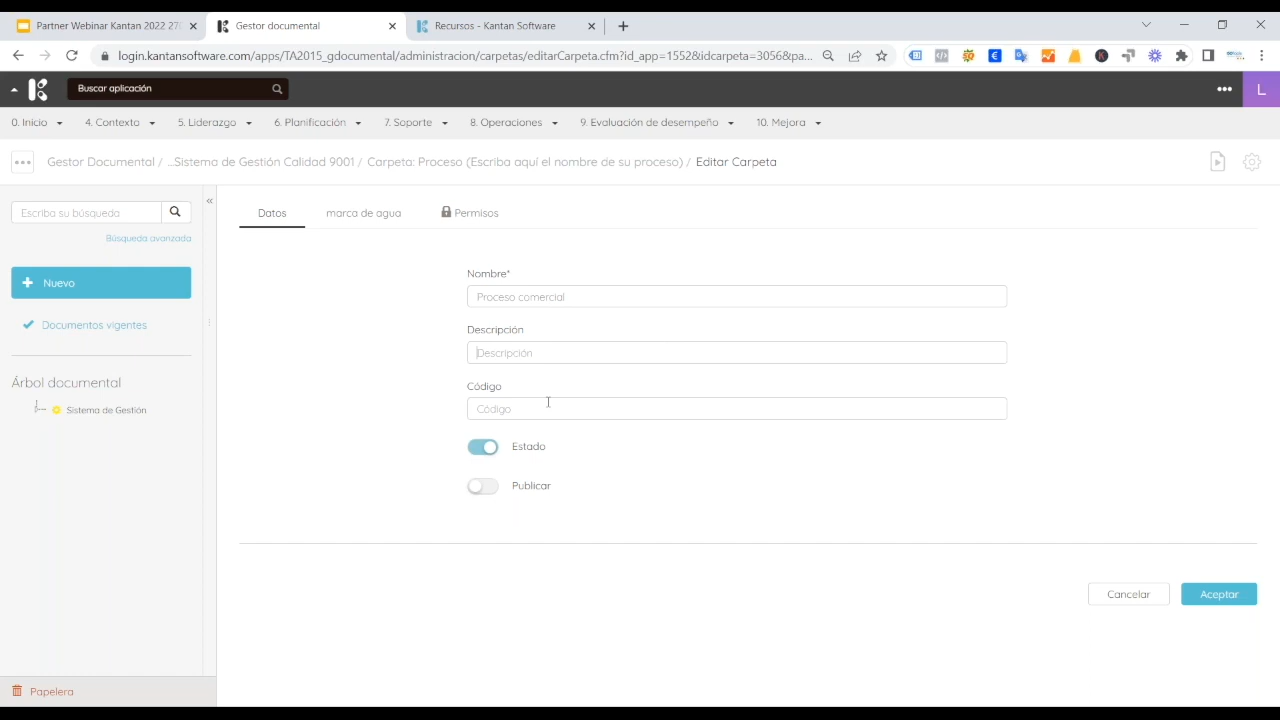 Partner Webinar Kantan 2022 270
Gestor documental
Recursos - Kantan Software
login.kantansoftware.com/apps/TA2015_gdocumental/administracion/carpetas/editarCarpeta.cfm?id_app=1552&idcarpeta=3056&pa...
Buscar aplicación
L
0. Inicio
4. Contexto
5. Liderazgo
6. Planificación
7. Soporte
8. Operaciones
9. Evaluación de desempeño
10. Mejora
Gestor Documental / ...Sistema de Gestión Calidad 9001 / Carpeta: Proceso (Escriba aquí el nombre de su proceso) / Editar Carpeta
Escriba su búsqueda
Búsqueda avanzada
Nuevo
Documentos vigentes
Árbol documental
Sistema de Gestión
Papelera
Datos
marca de agua
Permisos
Nombre*
Proceso comercial
Descripción
Descripción
Código
Código
Estado
Publicar
Cancelar
Aceptar